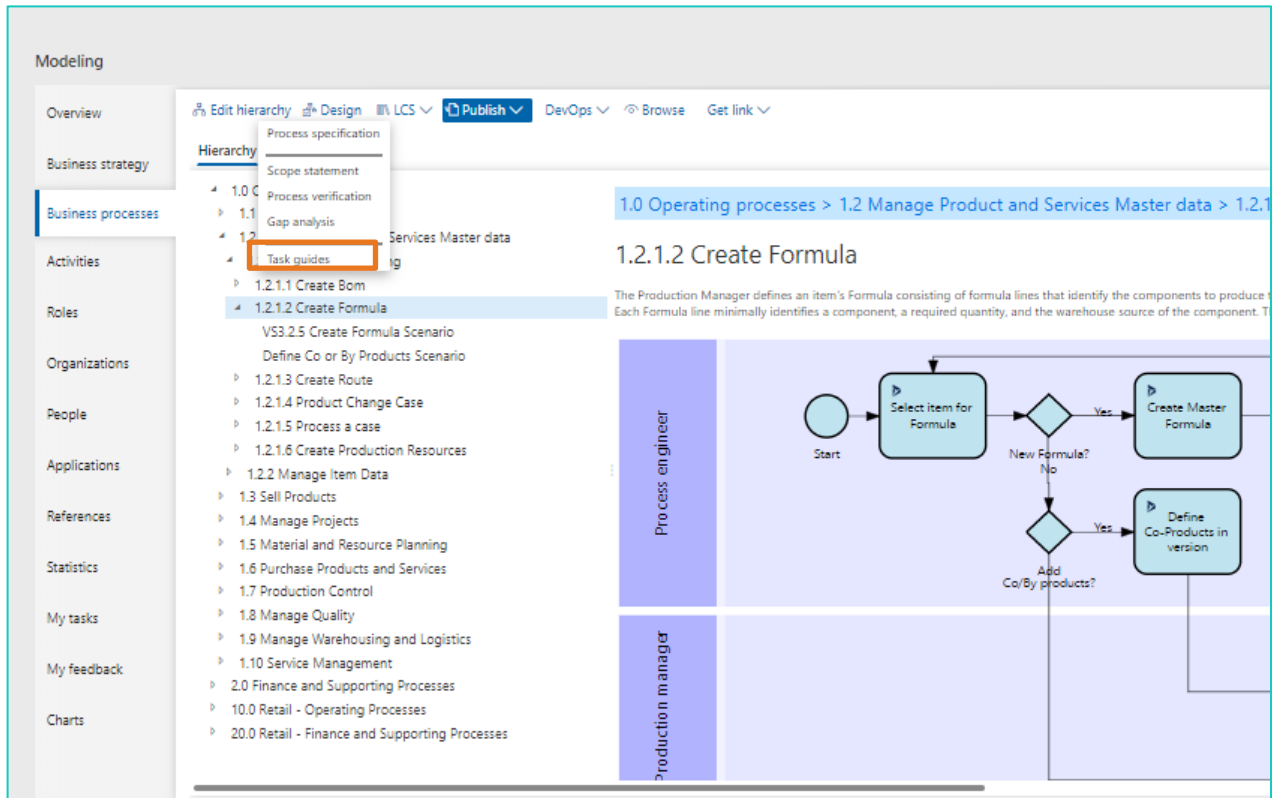 Modeling
Overview
Business strategy
Business processes
Activities
Roles
Organizations
People
Applications
References
Statistics
My tasks
My feedback
Charts
Edit hierarchy Design LCS Publish DevOps Browse Get link
Hierarchy
Process specification
Scope statement
Process verification
Gap analysis
Task guides
1.0
1.1
Services Master data
1.2.1.1 Create Bom
1.2.1.2 Create Formula
VS3.2.5 Create Formula Scenario
Define Co or By Products Scenario
1.2.1.3 Create Route
1.2.1.4 Product Change Case
1.2.1.5 Process a case
1.2.1.6 Create Production Resources
1.2.2 Manage Item Data
1.3 Sell Products
1.4 Manage Projects
1.5 Material and Resource Planning
1.6 Purchase Products and Services
1.7 Production Control
1.8 Manage Quality
1.9 Manage Warehousing and Logistics
1.10 Service Management
2.0 Finance and Supporting Processes
10.0 Retail - Operating Processes
20.0 Retail - Finance and Supporting Processes
1.0 Operating processes > 1.2 Manage Product and Services Master data > 1.2.1
1.2.1.2 Create Formula
The Production Manager defines an item's Formula consisting of formula lines that identify the components to produce
Each Formula line minimally identifies a component, a required quantity, and the warehouse source of the component.
Process engineer
Start
Select item for
Formula
New Formula?
No
Yes
Create Master
Formula
Add
Co/By products?
Yes
Define
Co-Products in
version
Production manager